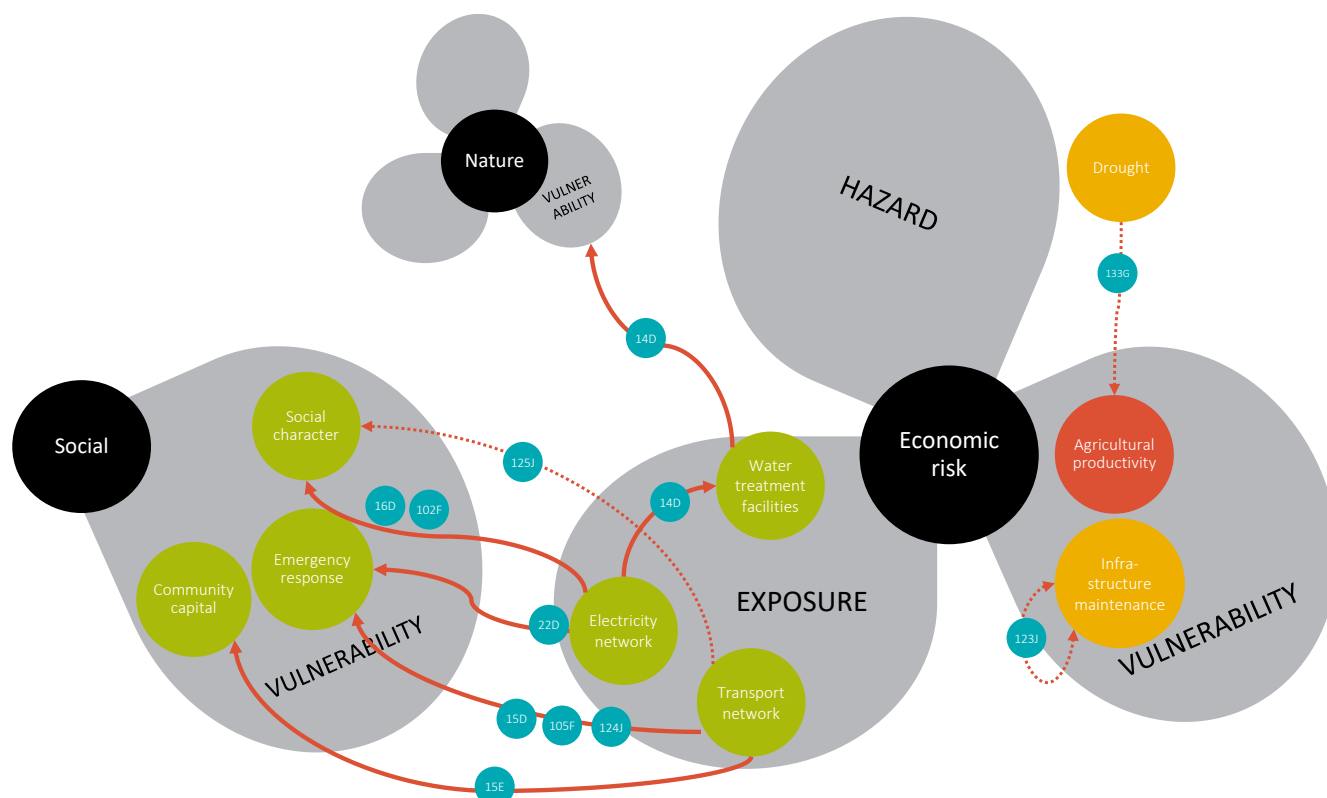 Nature
VULNER
ABILITY
HAZARD
Drought
133G
14D
Social
Social
character
125J
Economic
risk
Agricultural
productivity
Water
treatment
facilities
14D
16D
102F
Emergency
response
Community
capital
Infra-
structure
maintenance
EXPOSURE
Electricity
network
22D
123J
VULNERABILITY
VULNERABILITY
Transport
network
15D
105F
124J
15E